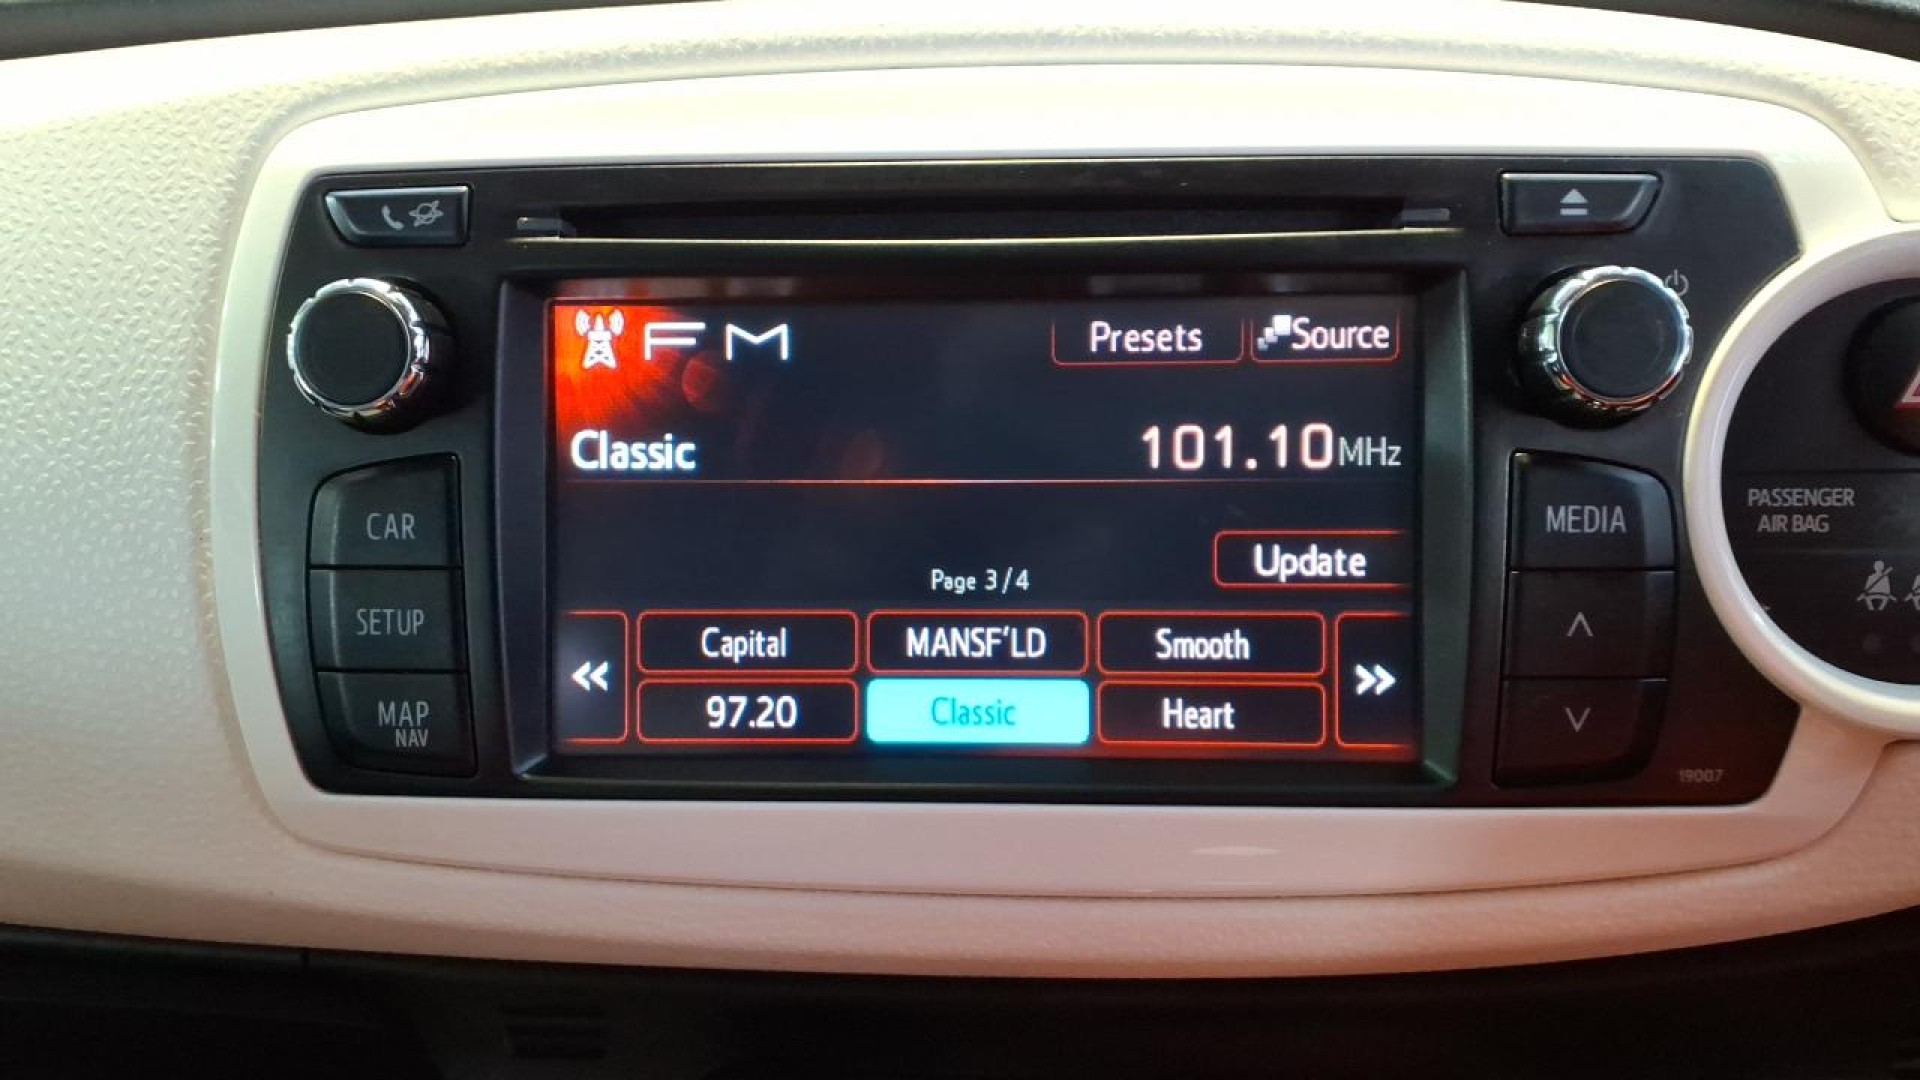 FM
Presets
Source
Classic
101.10MHz
CAR
MEDIA
PASSENGER
AIR BAG
Update
Page 3/4
SETUP
Capital
MANSF'LD
Smooth
97.20
Classic
Heart
MAP
NAV
19007